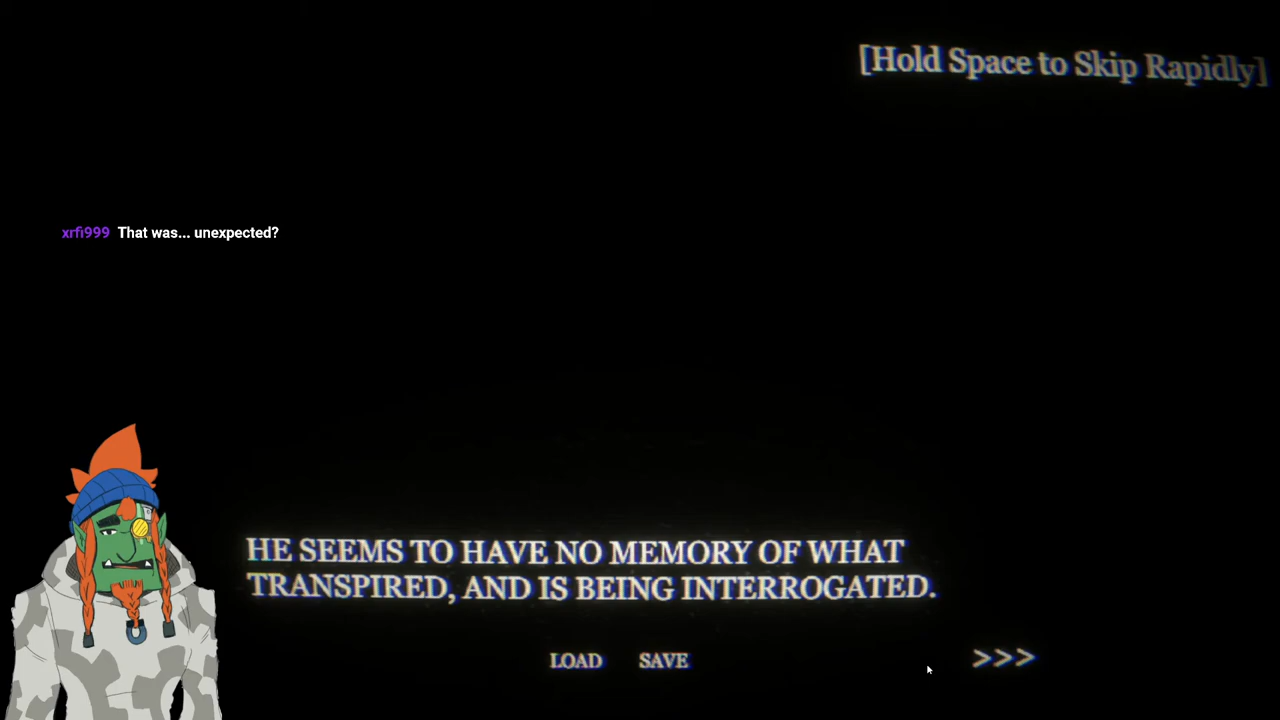 [Hold Space to Skip Rapidly]
xrfi999 That was... unexpected?
HE SEEMS TO HAVE NO MEMORY OF WHAT
TRANSPIRED, AND IS BEING INTERROGATED.
LOAD SAVE >>>